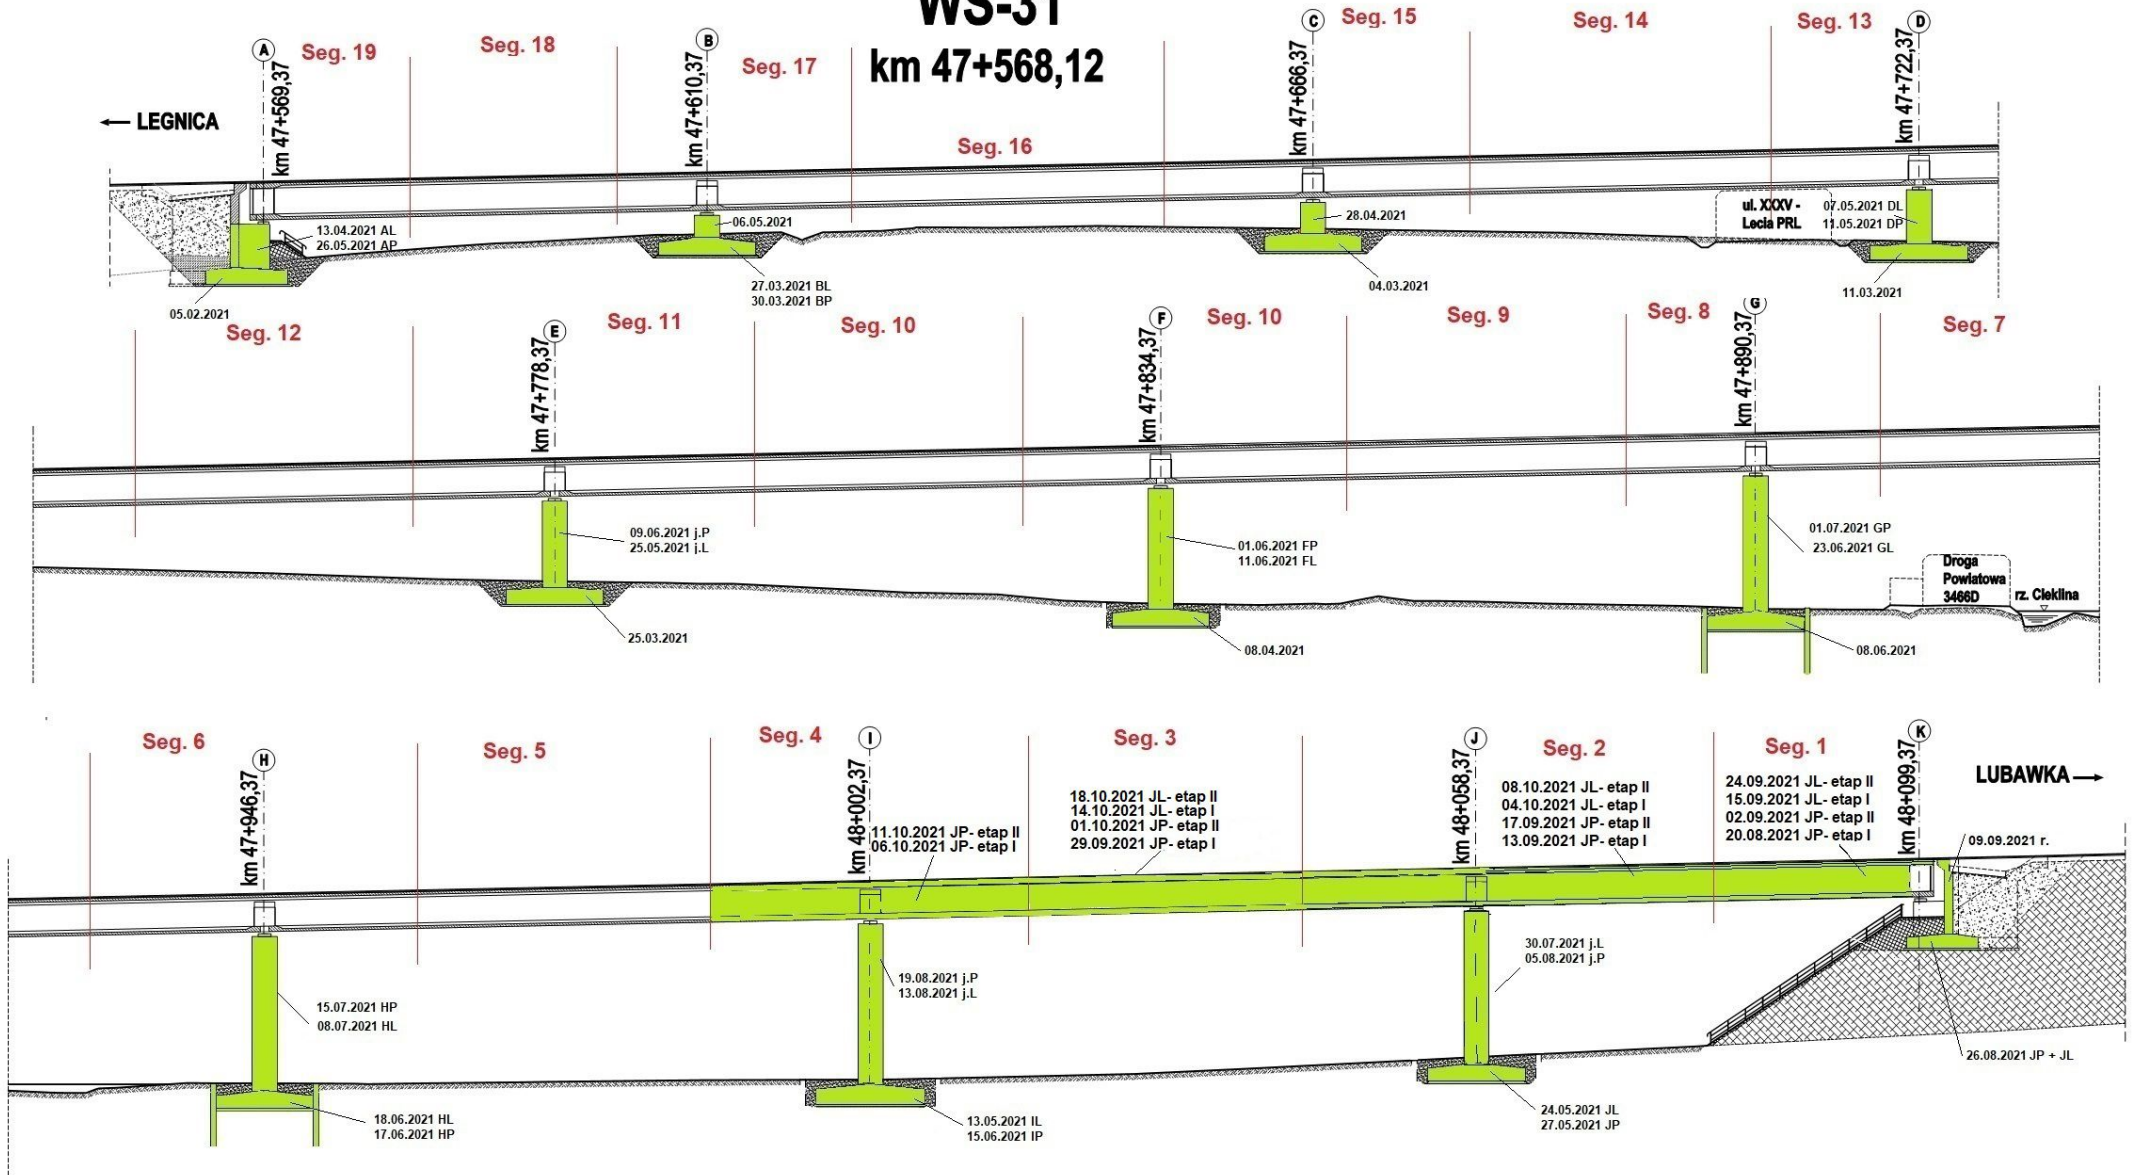 WS-31
km 47+568,12
A
Seg. 19
Seg. 18
B
Seg. 17
C
Seg. 15
Seg. 14
Seg. 13
D
km 47+569,37
km 47+610,37
km 47+666,37
km 47+722,37
← LEGNICA
Seg. 16
13.04.2021 AL
26.05.2021 AP
06.05.2021
28.04.2021
ul. XXXV -
Lecia PRL
07.05.2021 DL
11.05.2021 DP
05.02.2021
27.03.2021 BL
30.03.2021 BP
04.03.2021
11.03.2021
Seg. 12
E
Seg. 11
Seg. 10
F
Seg. 10
Seg. 9
Seg. 8
G
Seg. 7
km 47+778,37
km 47+834,37
km 47+890,37
09.06.2021 j.P
25.05.2021 j.L
01.06.2021 FP
11.06.2021 FL
01.07.2021 GP
23.06.2021 GL
Droga
Powiatowa
3466D
rz. Cieklina
25.03.2021
08.04.2021
08.06.2021
Seg. 6
H
Seg. 5
Seg. 4
I
Seg. 3
J
Seg. 2
Seg. 1
K
km 47+946,37
km 48+002,37
km 48+058,37
km 48+099,37
LUBAWKA →
11.10.2021 JP- etap II
06.10.2021 JP- etap I
18.10.2021 JL- etap II
14.10.2021 JL- etap I
01.10.2021 JP- etap II
29.09.2021 JP- etap I
08.10.2021 JL- etap II
04.10.2021 JL- etap I
17.09.2021 JP- etap II
13.09.2021 JP- etap I
24.09.2021 JL- etap II
15.09.2021 JL- etap I
02.09.2021 JP- etap II
20.08.2021 JP- etap I
09.09.2021 r.
15.07.2021 HP
08.07.2021 HL
19.08.2021 j.P
13.08.2021 j.L
30.07.2021 j.L
05.08.2021 j.P
26.08.2021 JP + JL
18.06.2021 HL
17.06.2021 HP
13.05.2021 IL
15.06.2021 IP
24.05.2021 JL
27.05.2021 JP